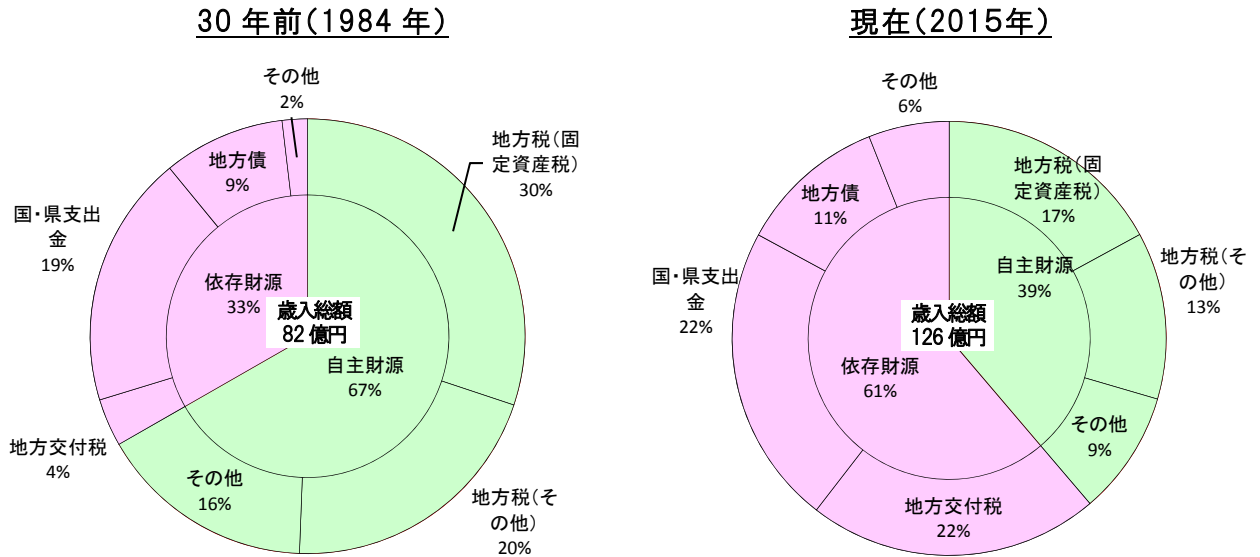 30 年前(1984 年)
その他
2%
地方税(固
定資産税)
30%
地方債
9%
国・県支出
金
19%
依存財源
33%
歳入総額
82 億円
自主財源
67%
地方交付税
4%
その他
16%
地方税(そ
の他)
20%
現在(2015年)
その他
6%
地方税(固
定資産税)
17%
地方債
11%
自主財源
39%
地方税(そ
の他)
13%
国・県支出
金
22%
歳入総額
126 億円
依存財源
61%
その他
9%
地方交付税
22%